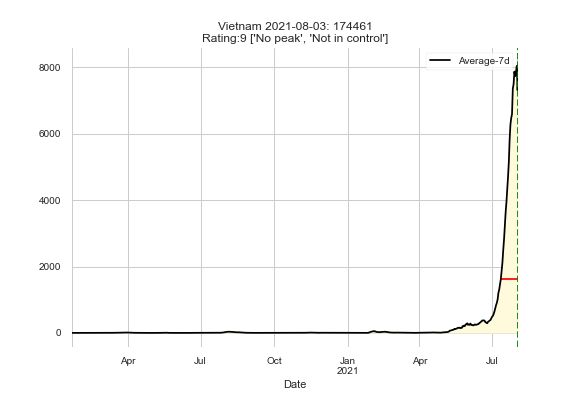 Vietnam 2021-08-03: 174461
Rating:9 ['No peak', 'Not in control']
Average-7d
8000
6000
4000
2000
0
Apr Jul Oct Jan Apr Jul
2021
Date